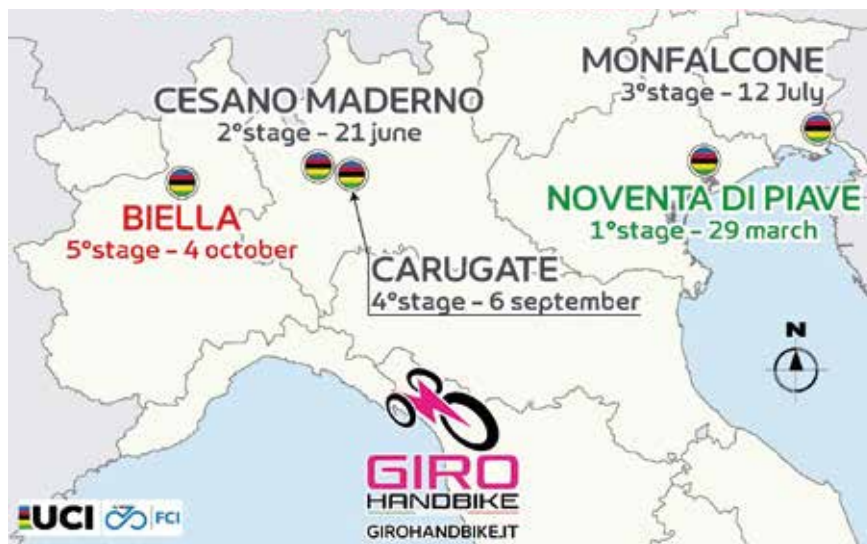 MONFALCONE
3°stage - 12 July
CESANO MADERNO
2°stage - 21 june
NOVENTA DI PIAVE
1°stage - 29 march
BIELLA
5°stage - 4 october
CARUGATE
4°stage - 6 september
N
GIRO
HANDBIKE
GIROHANDBIKE.IT
UCI FCI